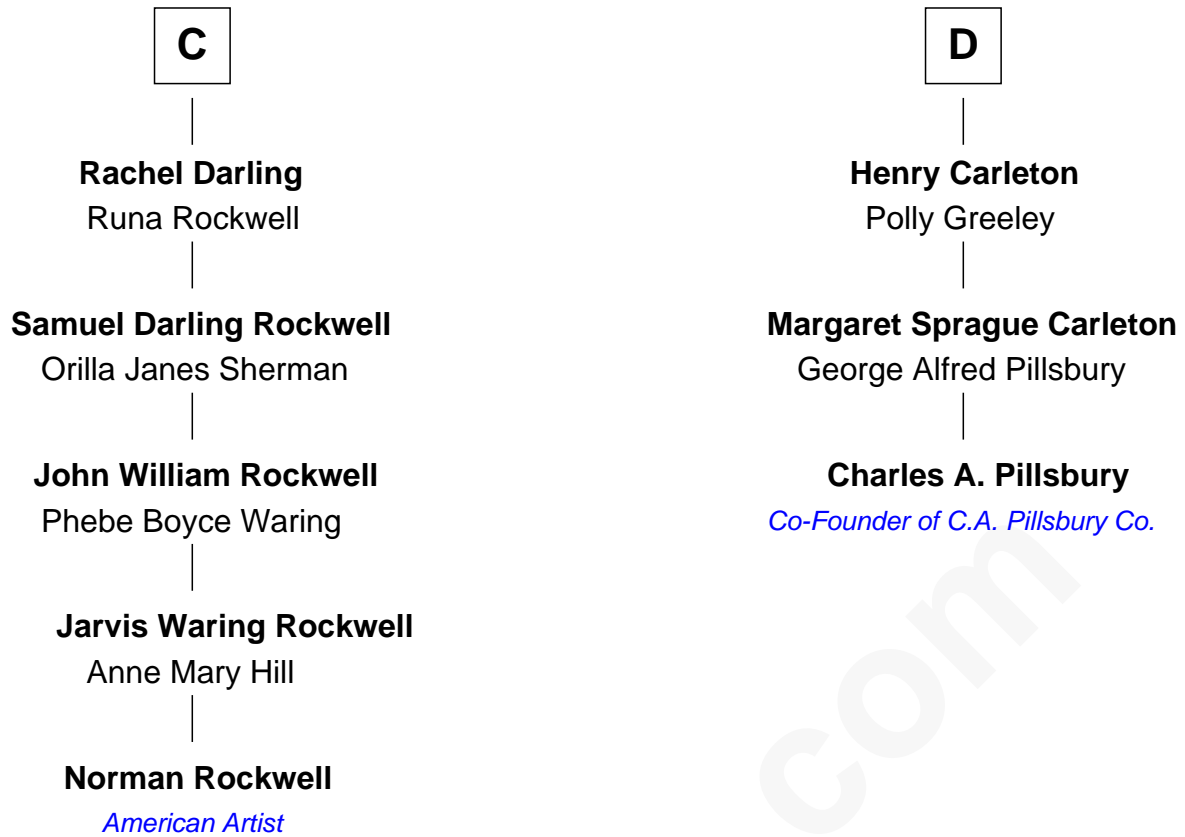 C
Rachel Darling
Runa Rockwell
Samuel Darling Rockwell
Orilla Janes Sherman
John William Rockwell
Phebe Boyce Waring
Jarvis Waring Rockwell
Anne Mary Hill
Norman Rockwell
American Artist
D
Henry Carleton
Polly Greeley
Margaret Sprague Carleton
George Alfred Pillsbury
Charles A. Pillsbury
Co-Founder of C.A. Pillsbury Co.
com